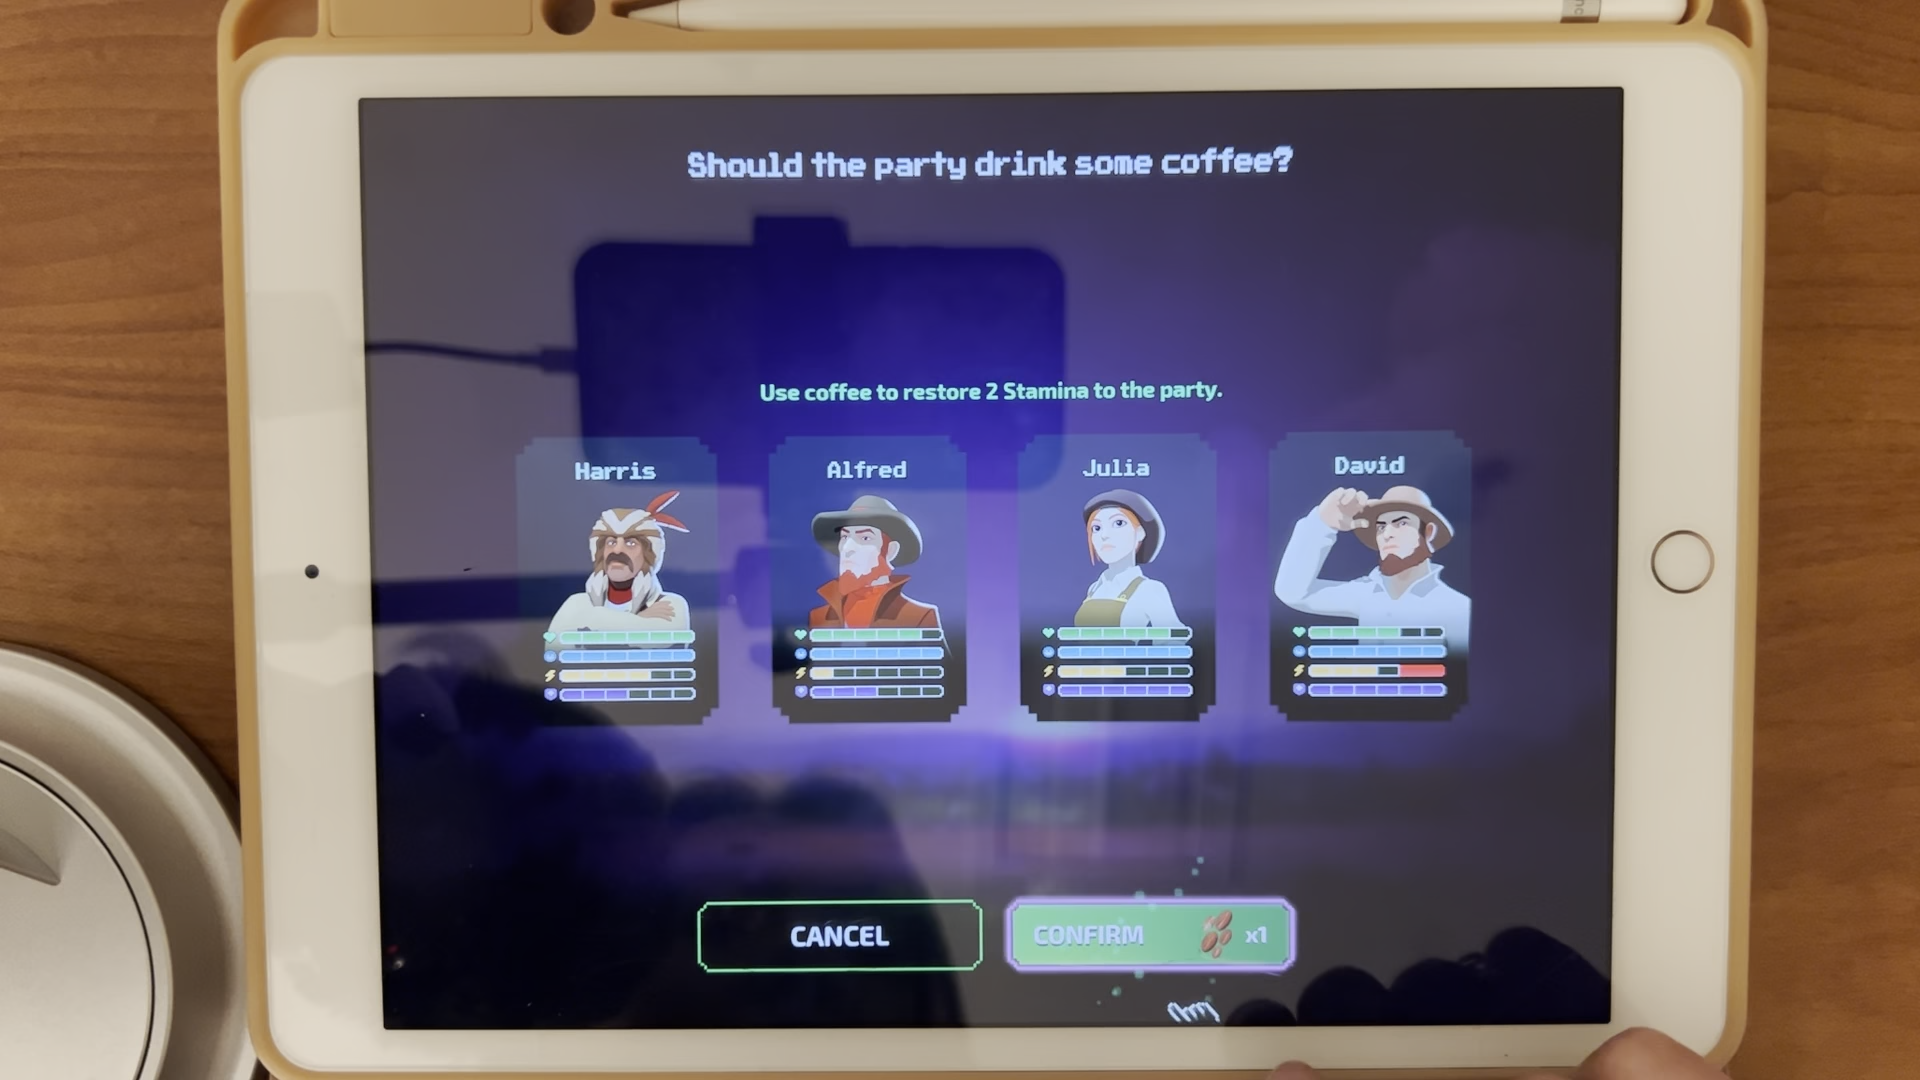 Should the party drink some coffee?
Use coffee to restore 2 Stamina to the party.
Harris
Alfred
Julia
David
CANCEL
CONFIRM x1